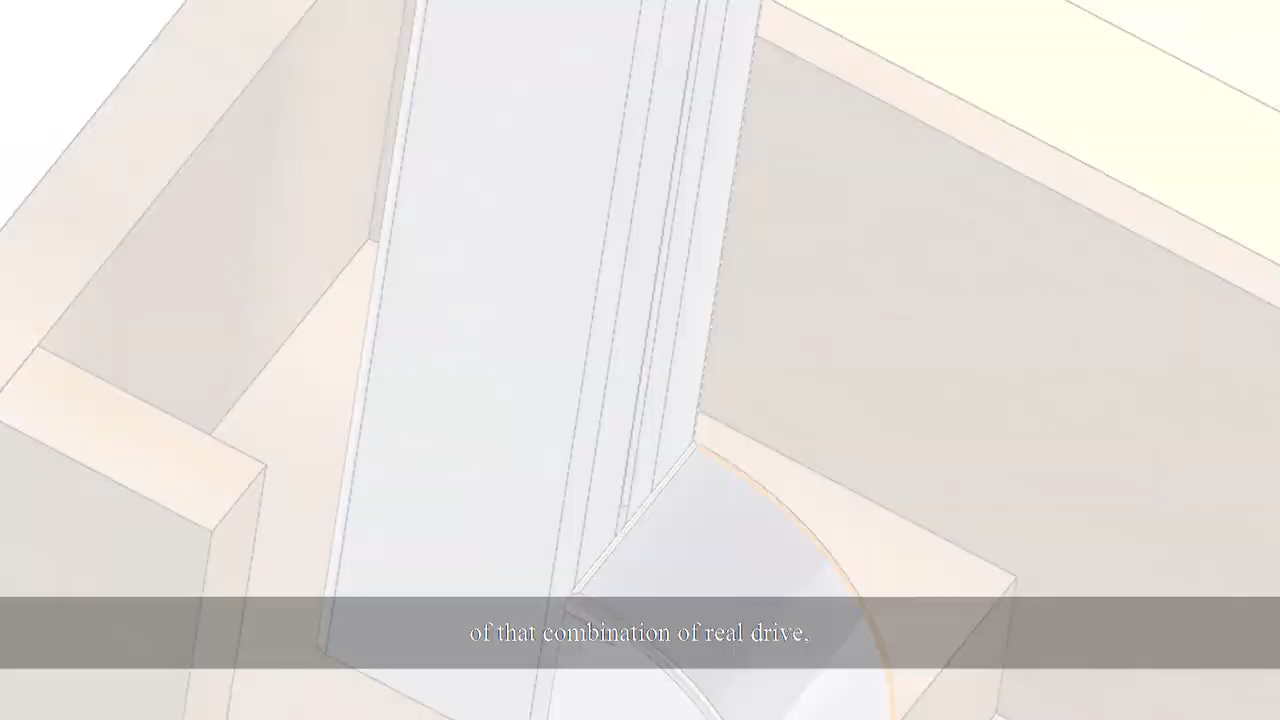 of that combination of real drive,